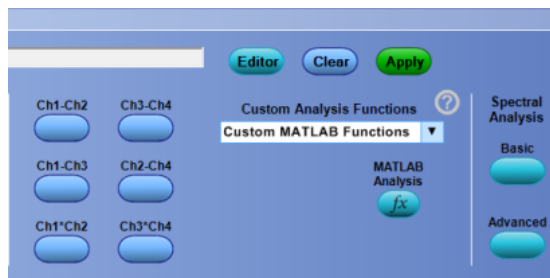 Editor Clear Apply
Ch1-Ch2 Ch3-Ch4
Custom Analysis Functions ?
Custom MATLAB Functions
Ch1-Ch3 Ch2-Ch4
MATLAB
Analysis
fx
Ch1*Ch2 Ch3*Ch4
Spectral
Analysis
Basic
Advanced